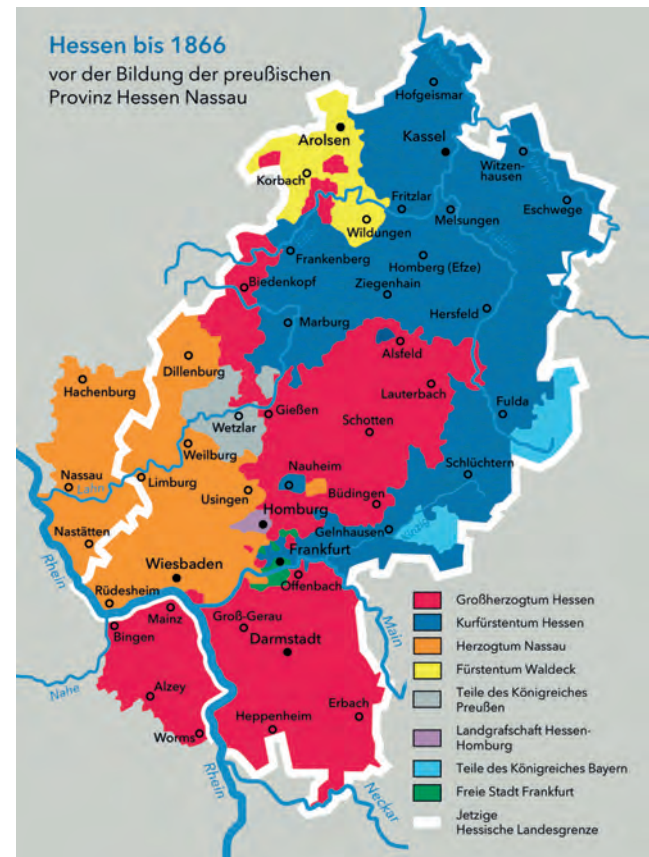 Hessen bis 1866
vor der Bildung der preußischen
Provinz Hessen Nassau
Hofgeismar
Arolsen
Kassel
Witzen-
hausen
Korbach
Eschwege
Fritzlar
Melsungen
Wildungen
Frankenberg
Homberg (Efze)
Biedenkopf
Ziegenhain
Hersfeld
Marburg
Alsfeld
Dillenburg
Lauterbach
Hachenburg
Fulda
Gießen
Wetzlar
Schotten
Weilburg
Schlüchtern
Nassau
Lahn
Limburg
Nauheim
Usingen
Büdingen
Homburg
Gelnhausen
Kinzig
Nastätten
Frankfurt
Rhein
Wiesbaden
Offenbach
Rüdesheim
Mainz
Groß-Gerau
Main
Bingen
Darmstadt
Nahe
Alzey
Erbach
Heppenheim
Worms
Rhein
Neckar
Großherzogtum Hessen
Kurfürstentum Hessen
Herzogtum Nassau
Fürstentum Waldeck
Teile des Königreiches
Preußen
Landgrafschaft Hessen-
Homburg
Teile des Königreiches Bayern
Freie Stadt Frankfurt
Jetzige
Hessische Landesgrenze